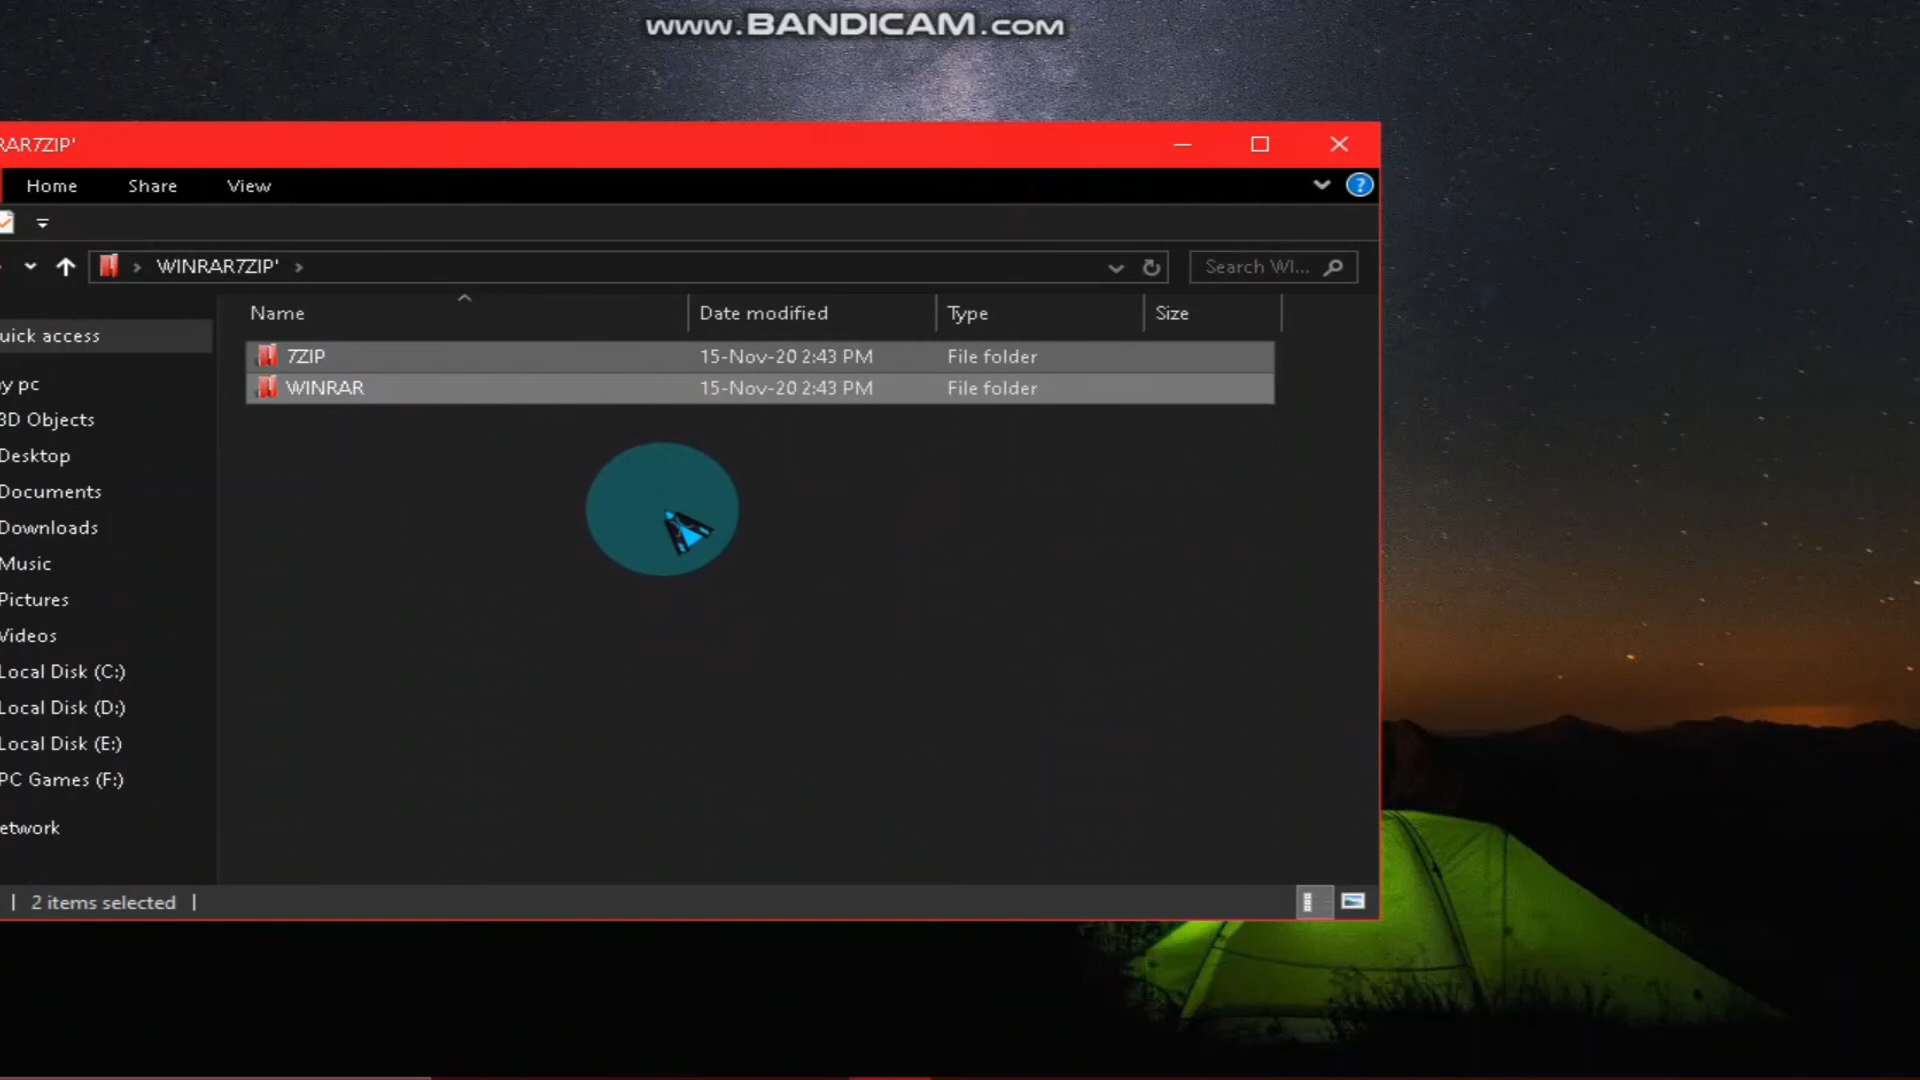 www.BANDICAM.com
RAR7ZIP'
Home Share View
WINRAR7ZIP'
Search WI...
Name Date modified Type Size
uick access
7ZIP 15-Nov-20 2:43 PM File folder
y pc
WINRAR 15-Nov-20 2:43 PM File folder
3D Objects
Desktop
Documents
Downloads
Music
Pictures
Videos
Local Disk (C:)
Local Disk (D:)
Local Disk (E:)
PC Games (F:)
etwork
2 items selected